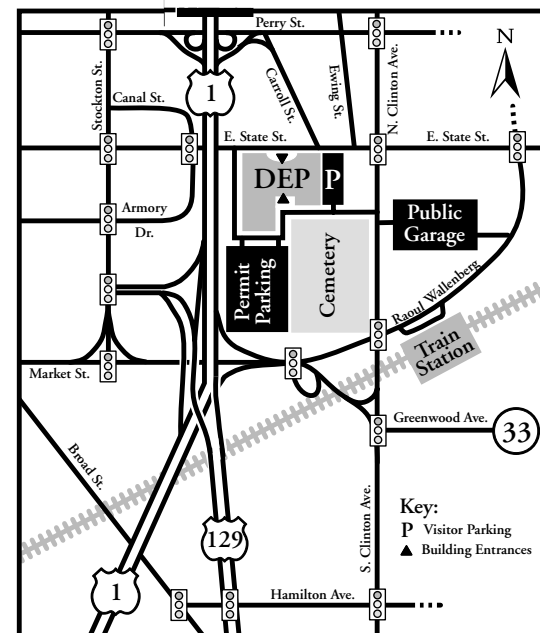 Perry St.
N
1
Stockton St.
Canal St.
Carroll St.
Ewing St.
N. Clinton Ave.
E. State St.
E. State St.
DEP
P
Armory
Dr.
Public
Garage
Permit
Parking
Cemetery
Raoul Wallenberg
Train
Station
Market St.
Greenwood Ave.
33
Broad St.
S. Clinton Ave.
Key:
P Visitor Parking
Building Entrances
129
1
Hamilton Ave.